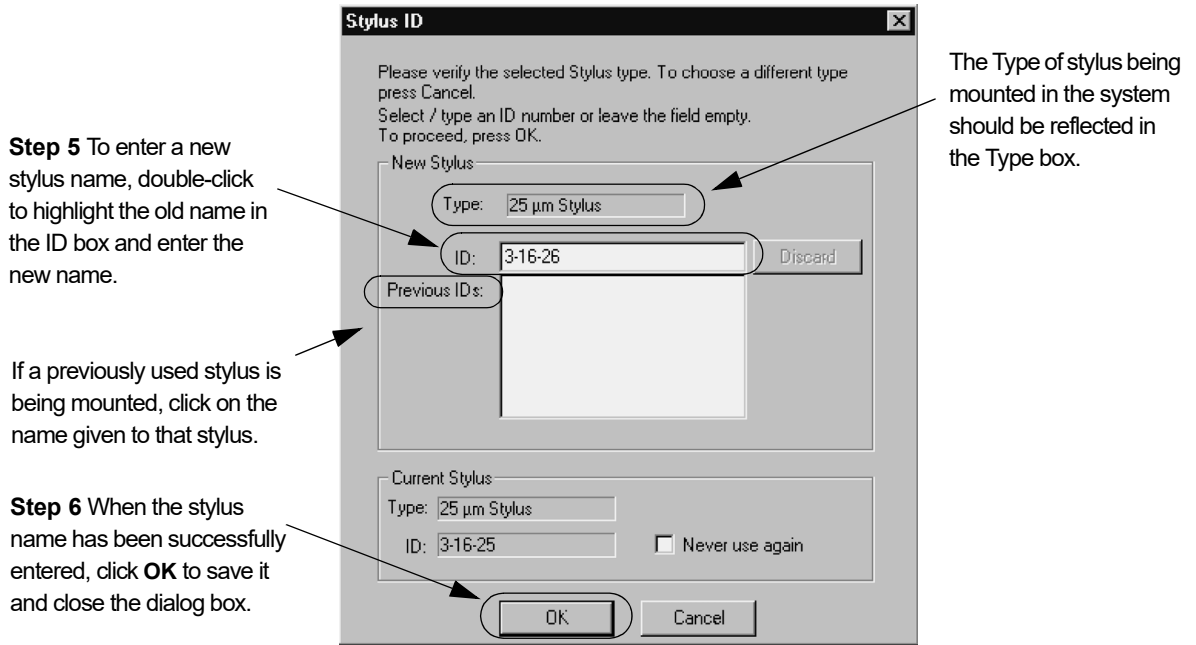 Stylus ID
Please verify the selected Stylus type. To choose a different type
press Cancel.
Select / type an ID number or leave the field empty.
To proceed, press OK.
New Stylus
Type: 25 µm Stylus
ID: 3-16-26 Discard
Previous IDs:
Current Stylus
Type: 25 µm Stylus
ID: 3-16-25 Never use again
OK Cancel
Step 5 To enter a new
stylus name, double-click
to highlight the old name in
the ID box and enter the
new name.
If a previously used stylus is
being mounted, click on the
name given to that stylus.
Step 6 When the stylus
name has been successfully
entered, click OK to save it
and close the dialog box.
The Type of stylus being
mounted in the system
should be reflected in
the Type box.